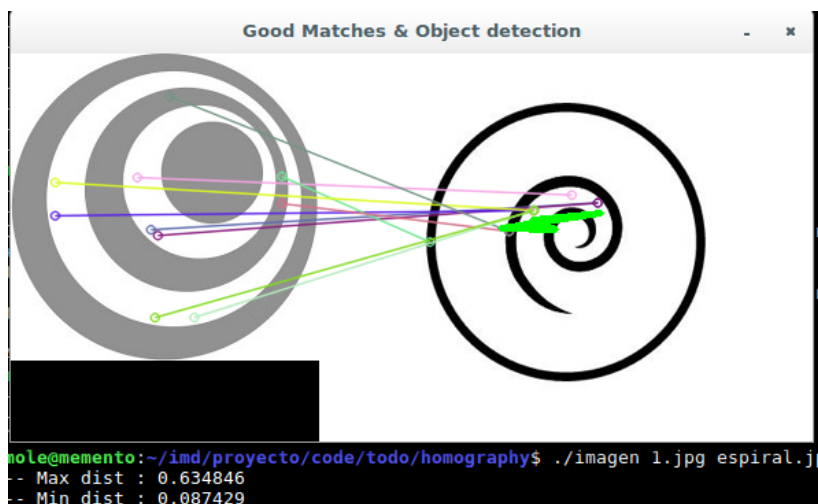 Good Matches & Object detection
mole@memento:~/imd/proyecto/code/todo/homography$ ./imagen 1.jpg espiral.j
-- Max dist : 0.634846
-- Min dist : 0.087429